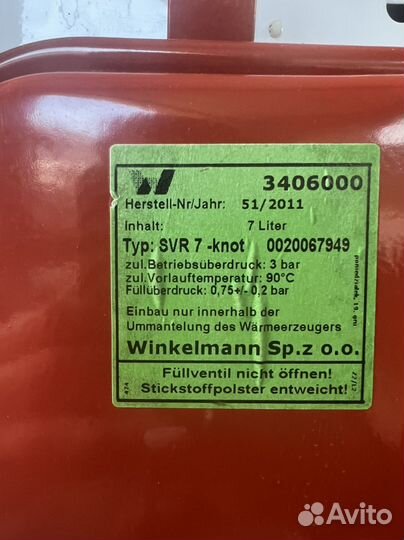 W
3406000
Herstell-Nr/Jahr: 51/2011
Inhalt: 7 Liter
Typ: SVR 7 -knot 0020067949
zul.Betriebsüberdruck: 3 bar
zul.Vorlauftemperatur: 90°C
Füllüberdruck: 0,75+/- 0,2 bar
Einbau nur innerhalb der
Ummantelung des Wärmeerzeugers
Winkelmann Sp.z o.o.
Füllventil nicht öffnen!
Stickstoffpolster entweicht!
Avito